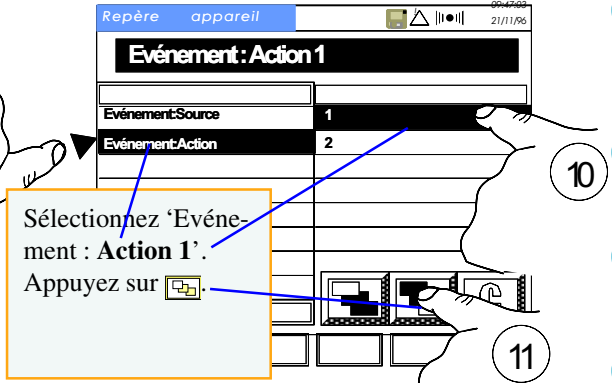 Repère appareil
09:47:03
21/11/96
Evénement : Action 1
Evénement:Source 1
Evénement:Action 2
10
Sélectionnez ‘Evéne-
ment : Action 1’.
Appuyez sur .
11